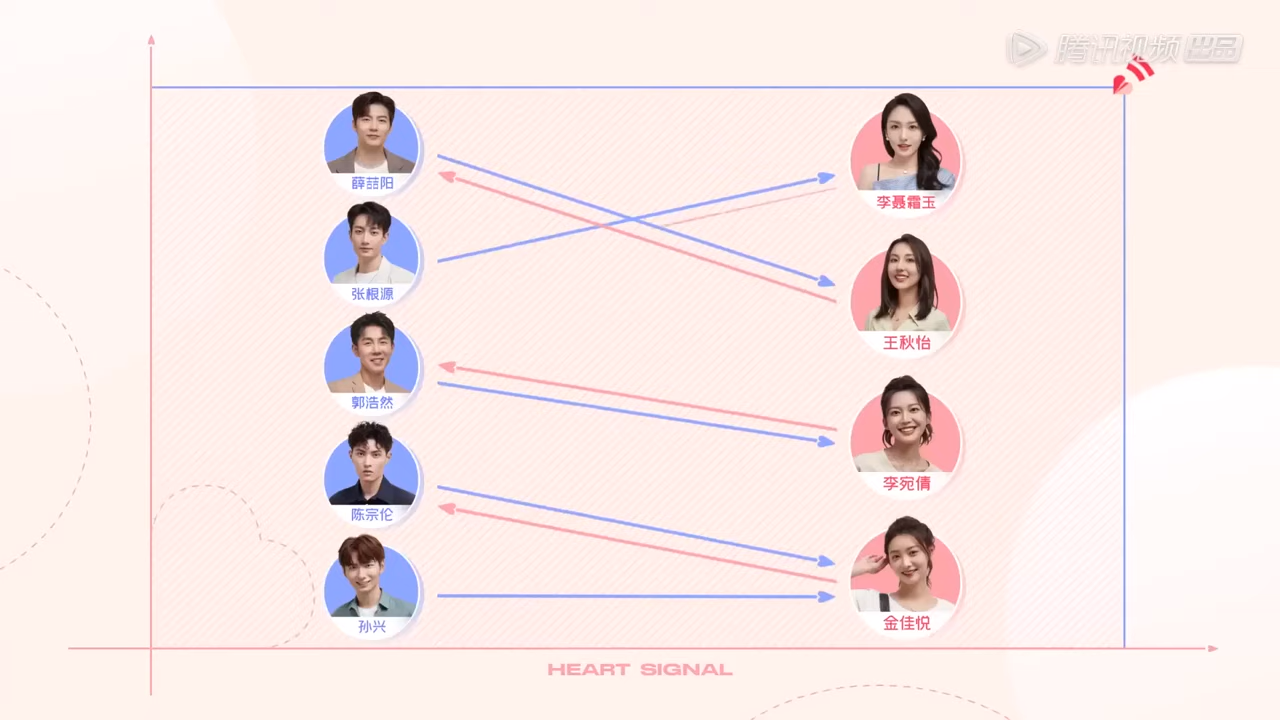 腾讯视频 出品
薛喆阳
李聂霜玉
张根源
王秋怡
郭浩然
李宛倩
陈宗伦
金佳悦
孙兴
HEART SIGNAL